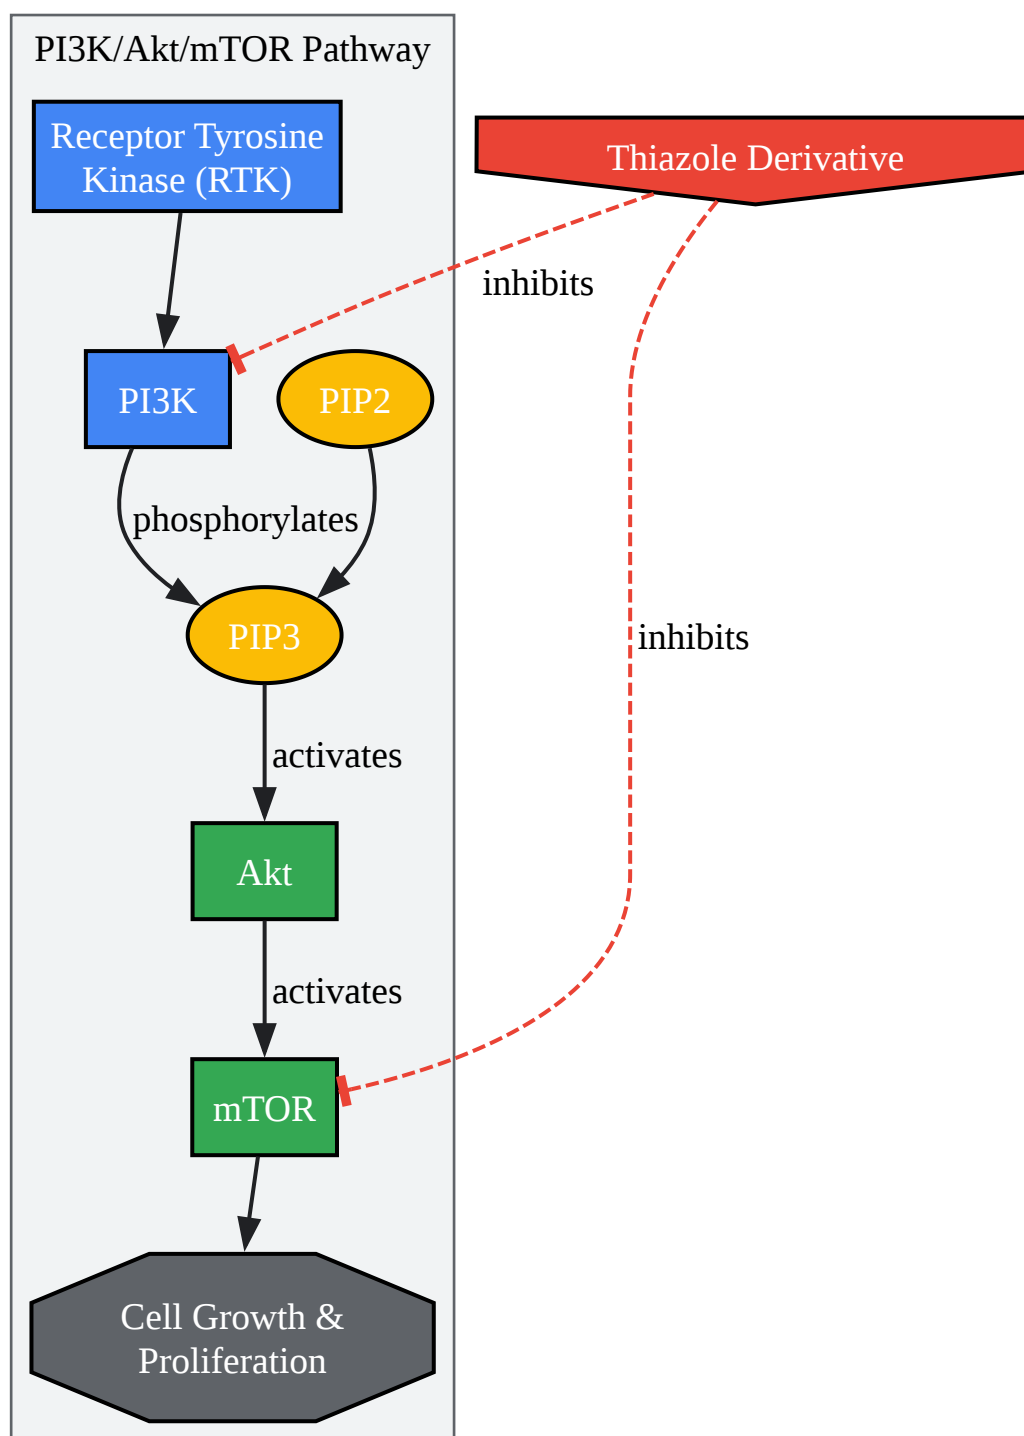 PI3K/Akt/mTOR Pathway
Receptor Tyrosine
Kinase (RTK)
Thiazole Derivative
inhibits
PI3K
PIP2
phosphorylates
PIP3
inhibits
activates
Akt
activates
mTOR
Cell Growth &
Proliferation